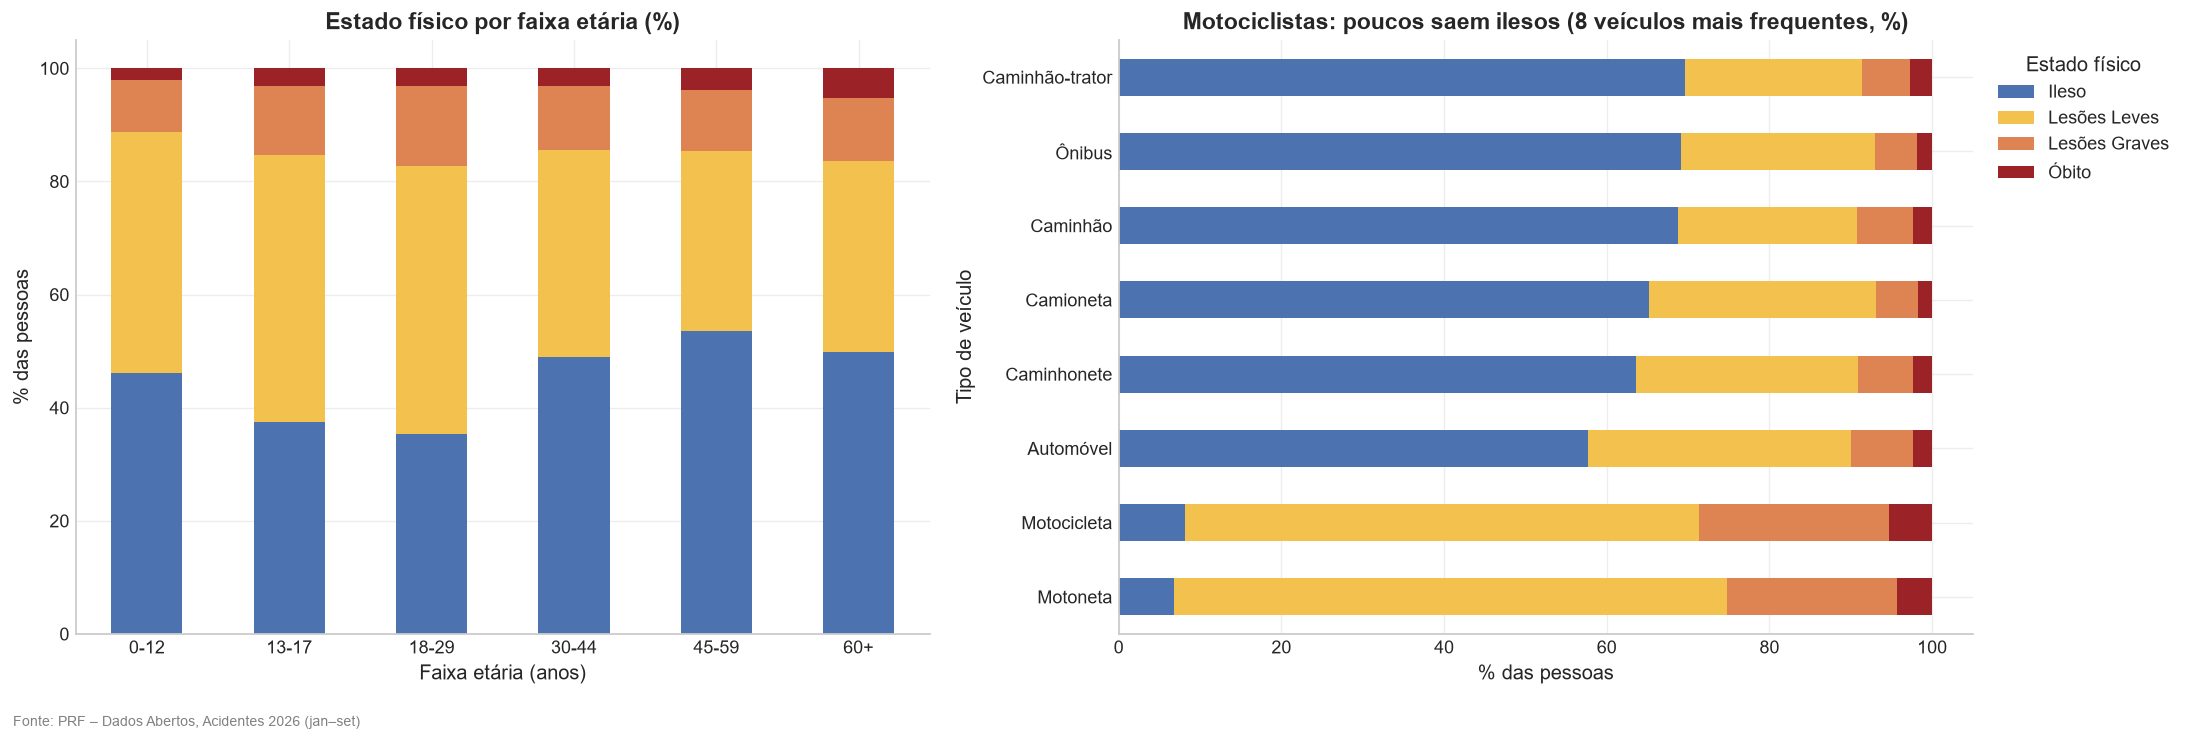 Estado físico por faixa etária (%)
% das pessoas
100
80
60
40
20
0
0-12
13-17
18-29
30-44
45-59
60+
Faixa etária (anos)
Motociclistas: poucos saem ilesos (8 veículos mais frequentes, %)
Tipo de veículo
Caminhão-trator
Ônibus
Caminhão
Camioneta
Caminhonete
Automóvel
Motocicleta
Motoneta
0
20
40
60
80
100
% das pessoas
Estado físico
Ileso
Lesões Leves
Lesões Graves
Óbito
Fonte: PRF – Dados Abertos, Acidentes 2026 (jan–set)